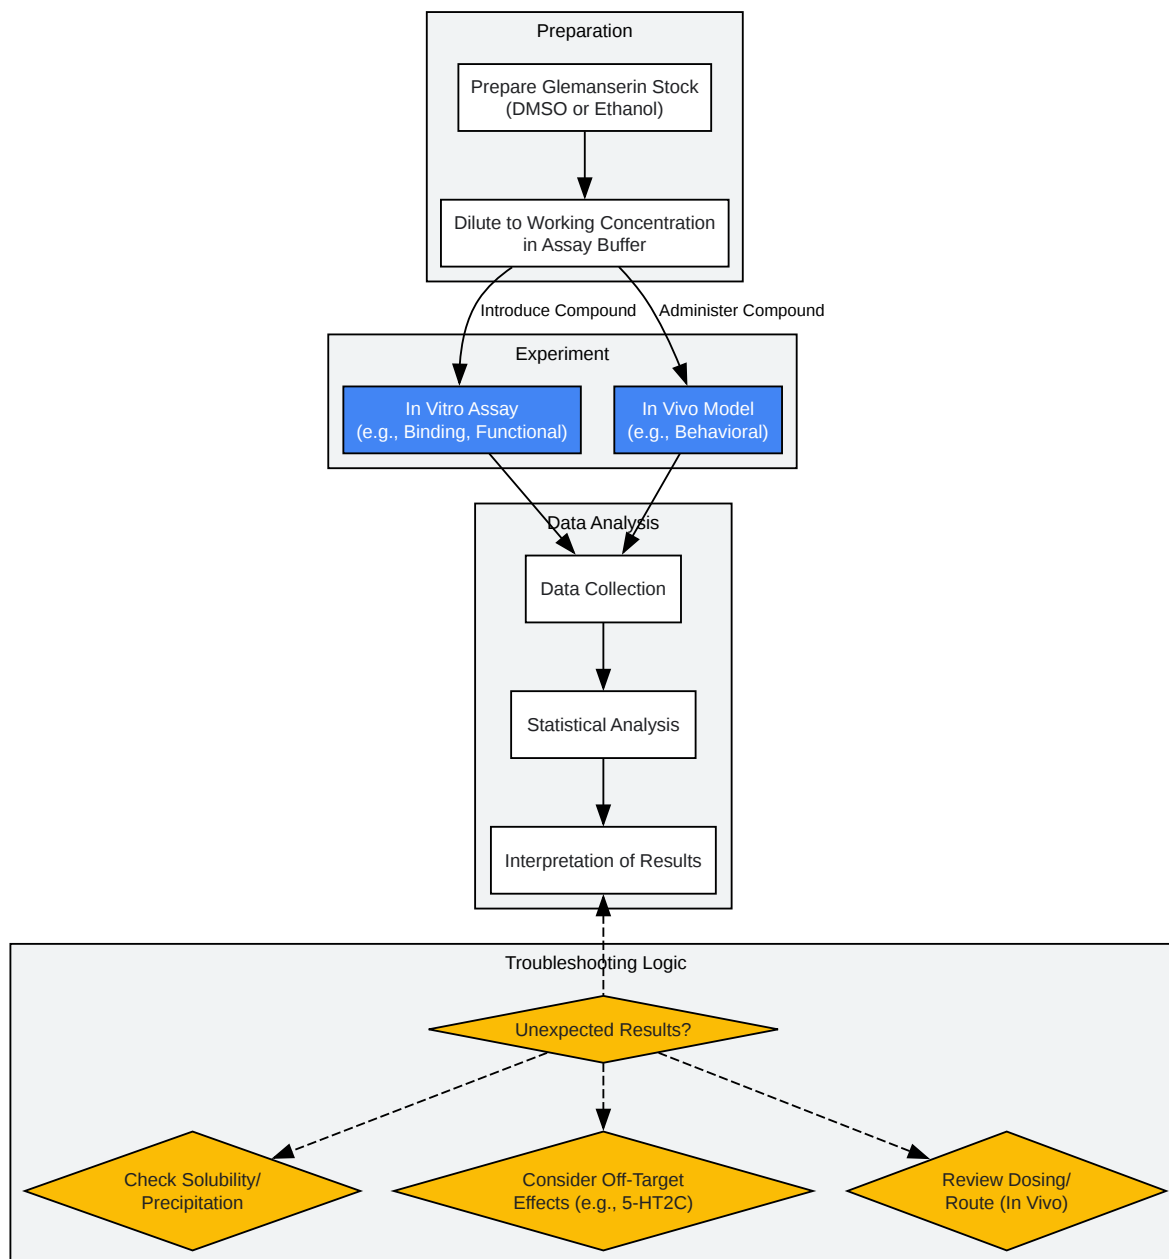 Preparation
Prepare Glemanserin Stock
(DMSO or Ethanol)
Dilute to Working Concentration
in Assay Buffer
Introduce Compound
Administer Compound
Experiment
In Vitro Assay
(e.g., Binding, Functional)
In Vivo Model
(e.g., Behavioral)
Data Analysis
Data Collection
Statistical Analysis
Interpretation of Results
Troubleshooting Logic
Unexpected Results?
Check Solubility/
Precipitation
Consider Off-Target
Effects (e.g., 5-HT2C)
Review Dosing/
Route (In Vivo)